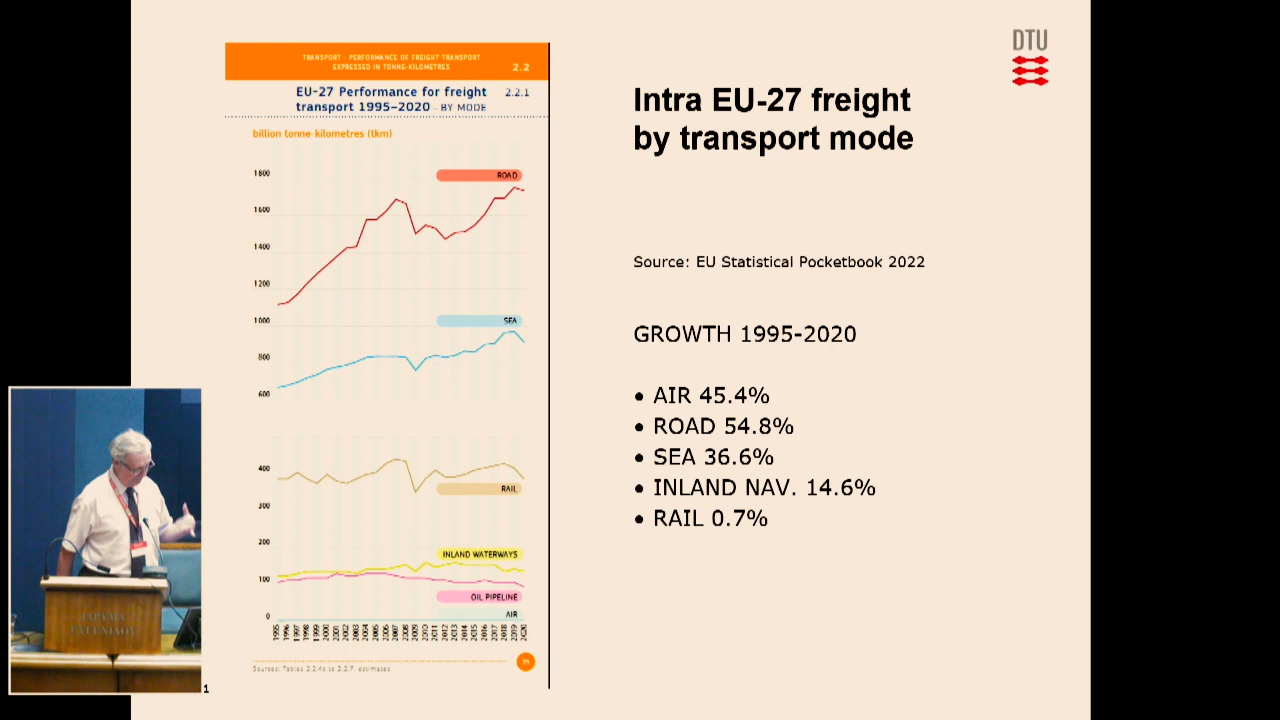 DTU
TRANSPORT - PERFORMANCE OF FREIGHT TRANSPORT
EXPRESSED IN TONNE-KILOMETRES
2.2
EU-27 Performance for freight 2.2.1
transport 1995–2020 - BY MODE
billion tonne-kilometres (tkm)
1800
1600
1400
1200
1000
800
600
400
300
200
100
0
ROAD
SEA
RAIL
INLAND WATERWAYS
OIL PIPELINE
AIR
1995 1996 1997 1998 1999 2000 2001 2002 2003 2004 2005 2006 2007 2008 2009 2010 2011 2012 2013 2014 2015 2016 2017 2018 2019 2020
Sources: Tables 2.2.4c to 2.2.7, estimates
Intra EU-27 freight
by transport mode
Source: EU Statistical Pocketbook 2022
GROWTH 1995-2020
• AIR 45.4%
• ROAD 54.8%
• SEA 36.6%
• INLAND NAV. 14.6%
• RAIL 0.7%
ΙΔΡΥΜΑ
ΕΥΓΕΝΙΔΟΥ
1